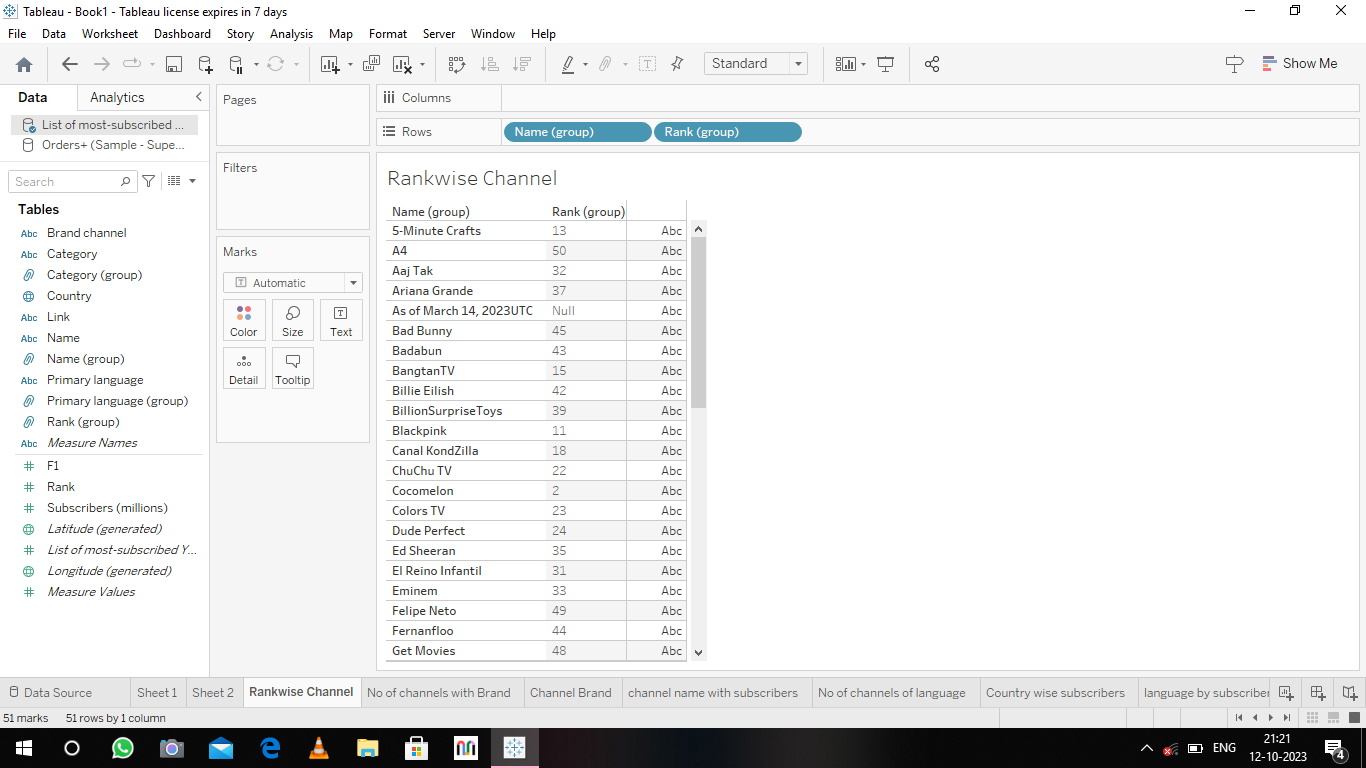 Tableau - Book1 - Tableau license expires in 7 days
File Data Worksheet Dashboard Story Analysis Map Format Server Window Help
Standard
Show Me
Data Analytics
List of most-subscribed ...
Orders+ (Sample - Supe...
Search
Tables
Abc Brand channel
Abc Category
Category (group)
Country
Abc Link
Abc Name
Name (group)
Abc Primary language
Primary language (group)
Rank (group)
Abc Measure Names
F1
Rank
Subscribers (millions)
Latitude (generated)
List of most-subscribed Y...
Longitude (generated)
Measure Values
Pages
Filters
Marks
Automatic
Color Size Text
Detail Tooltip
Columns
Rows Name (group) Rank (group)
Rankwise Channel
Name (group) Rank (group)
5-Minute Crafts 13 Abc
A4 50 Abc
Aaj Tak 32 Abc
Ariana Grande 37 Abc
As of March 14, 2023UTC Null Abc
Bad Bunny 45 Abc
Badabun 43 Abc
BangtanTV 15 Abc
Billie Eilish 42 Abc
BillionSurpriseToys 39 Abc
Blackpink 11 Abc
Canal KondZilla 18 Abc
ChuChu TV 22 Abc
Cocomelon 2 Abc
Colors TV 23 Abc
Dude Perfect 24 Abc
Ed Sheeran 35 Abc
El Reino Infantil 31 Abc
Eminem 33 Abc
Felipe Neto 49 Abc
Fernanfloo 44 Abc
Get Movies 48 Abc
Data Source Sheet 1 Sheet 2 Rankwise Channel No of channels with Brand Channel Brand channel name with subscribers No of channels of language Country wise subscribers language by subscriber
51 marks 51 rows by 1 column
ENG
21:21
12-10-2023
4